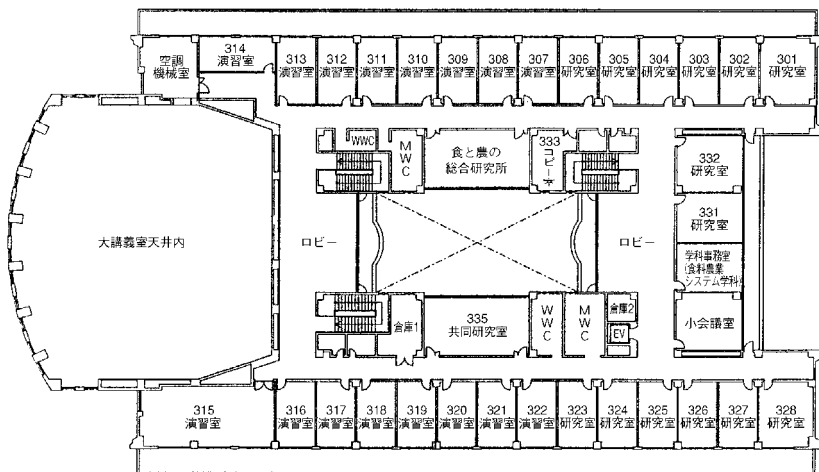 空調
機械室
314
演習室
313
演習室
312
演習室
311
演習室
310
演習室
309
演習室
308
演習室
307
演習室
306
研究室
305
研究室
304
研究室
303
研究室
302
研究室
301
研究室
WWC
MWC
食と農の
総合研究所
333
コピー室
332
研究室
331
研究室
大講義室天井内
ロビー
ロビー
学科事務室
(食料農業
システム学科)
小会議室
倉庫1
335
共同研究室
WWC
MWC
倉庫2
EV
315
演習室
316
演習室
317
演習室
318
演習室
319
演習室
320
演習室
321
演習室
322
演習室
323
研究室
324
研究室
325
研究室
326
研究室
327
研究室
328
研究室